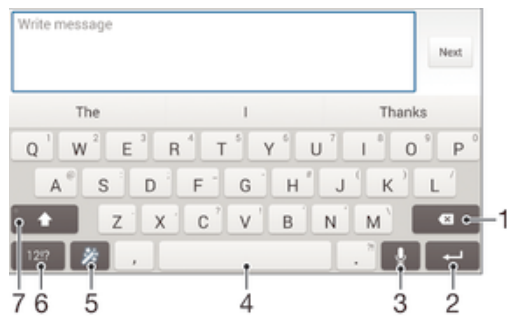 Write message
Next
The I Thanks
Q 1 W 2 E 3 R 4 T 5 Y 6 U 7 I 8 O 9 P 0
A @ S : D ; F _ G - H # J ( K ) L /
Z X C ? V ! B " N ' M
1
12!? , . ?! 
7 6 5 4 3 2